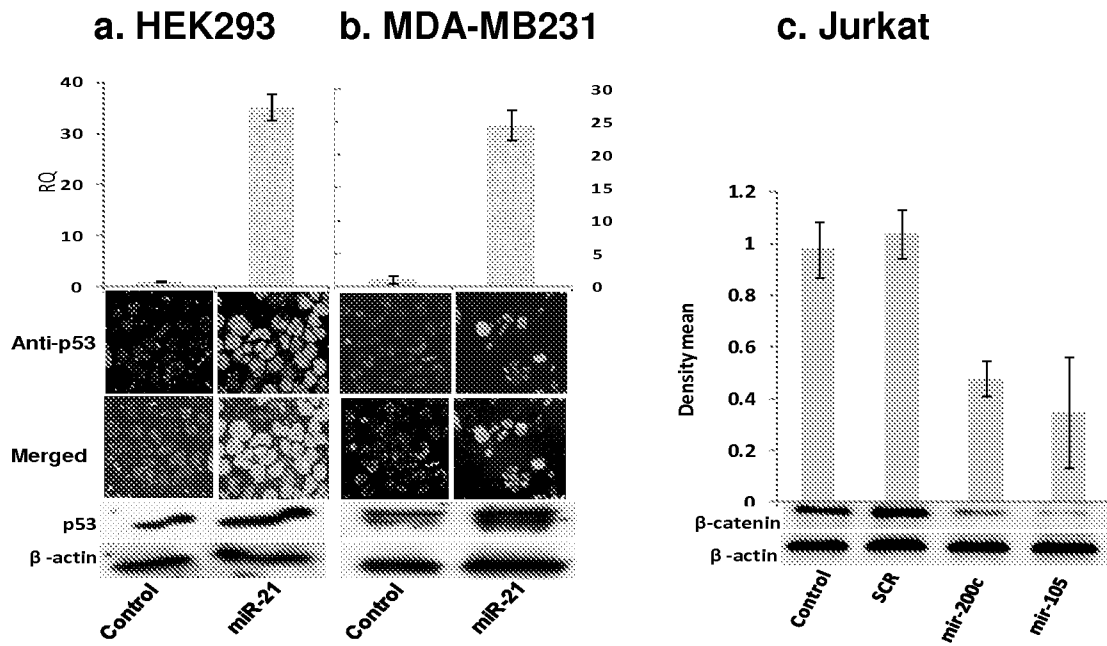 a. HEK293
b. MDA-MB231
c. Jurkat
40
30
20
10
0
RQ
30
25
20
15
10
5
0
Anti-p53
Merged
p53
β -actin
Control
miR-21
Control
miR-21
1.2
1
0.8
0.6
0.4
0.2
0
Density mean
β-catenin
β -actin
Control
SCR
mir-200c
mir-105